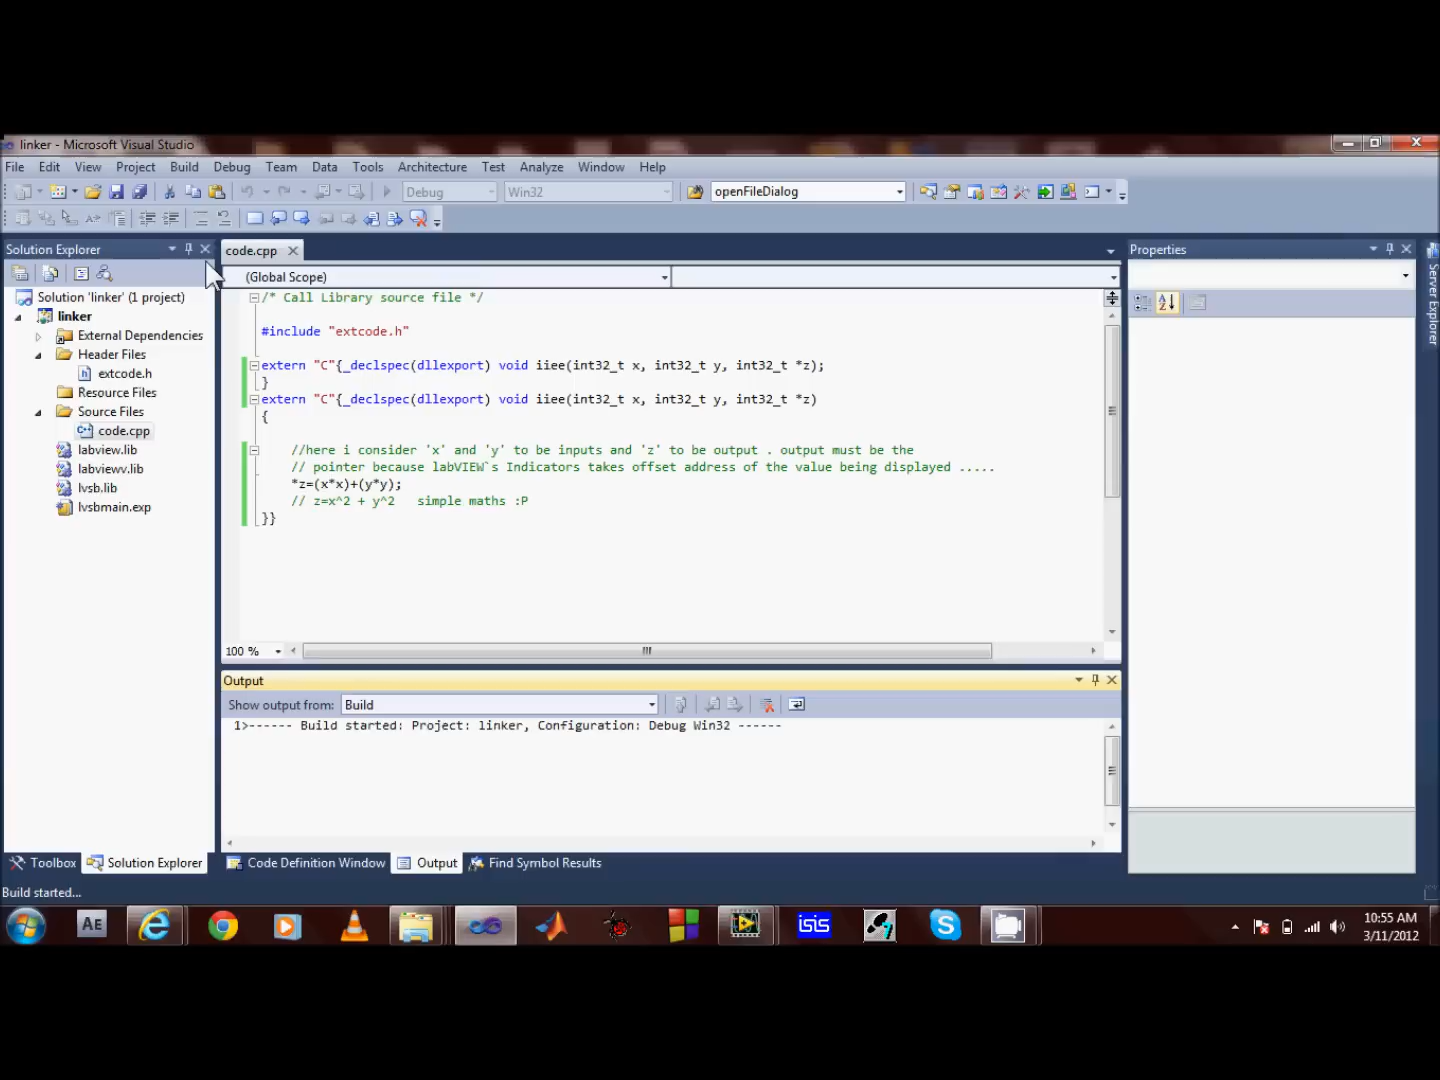 linker - Microsoft Visual Studio
File Edit View Project Build Debug Team Data Tools Architecture Test Analyze Window Help
Debug Win32 openFileDialog
Solution Explorer
code.cpp
Properties
(Global Scope)
Solution 'linker' (1 project)
linker
External Dependencies
Header Files
extcode.h
Resource Files
Source Files
code.cpp
labview.lib
labviewv.lib
lvsb.lib
lvsbmain.exp
/* Call Library source file */
#include "extcode.h"
extern "C"{_declspec(dllexport) void iiee(int32_t x, int32_t y, int32_t *z);
}
extern "C"{_declspec(dllexport) void iiee(int32_t x, int32_t y, int32_t *z)
{
//here i consider 'x' and 'y' to be inputs and 'z' to be output . output must be the
// pointer because labVIEW`s Indicators takes offset address of the value being displayed .....
*z=(x*x)+(y*y);
// z=x^2 + y^2 simple maths :P
}}
100 %
Server Explorer
Output
Show output from: Build
1>------ Build started: Project: linker, Configuration: Debug Win32 ------
Toolbox Solution Explorer Code Definition Window Output Find Symbol Results
Build started...
AE
isis
10:55 AM
3/11/2012